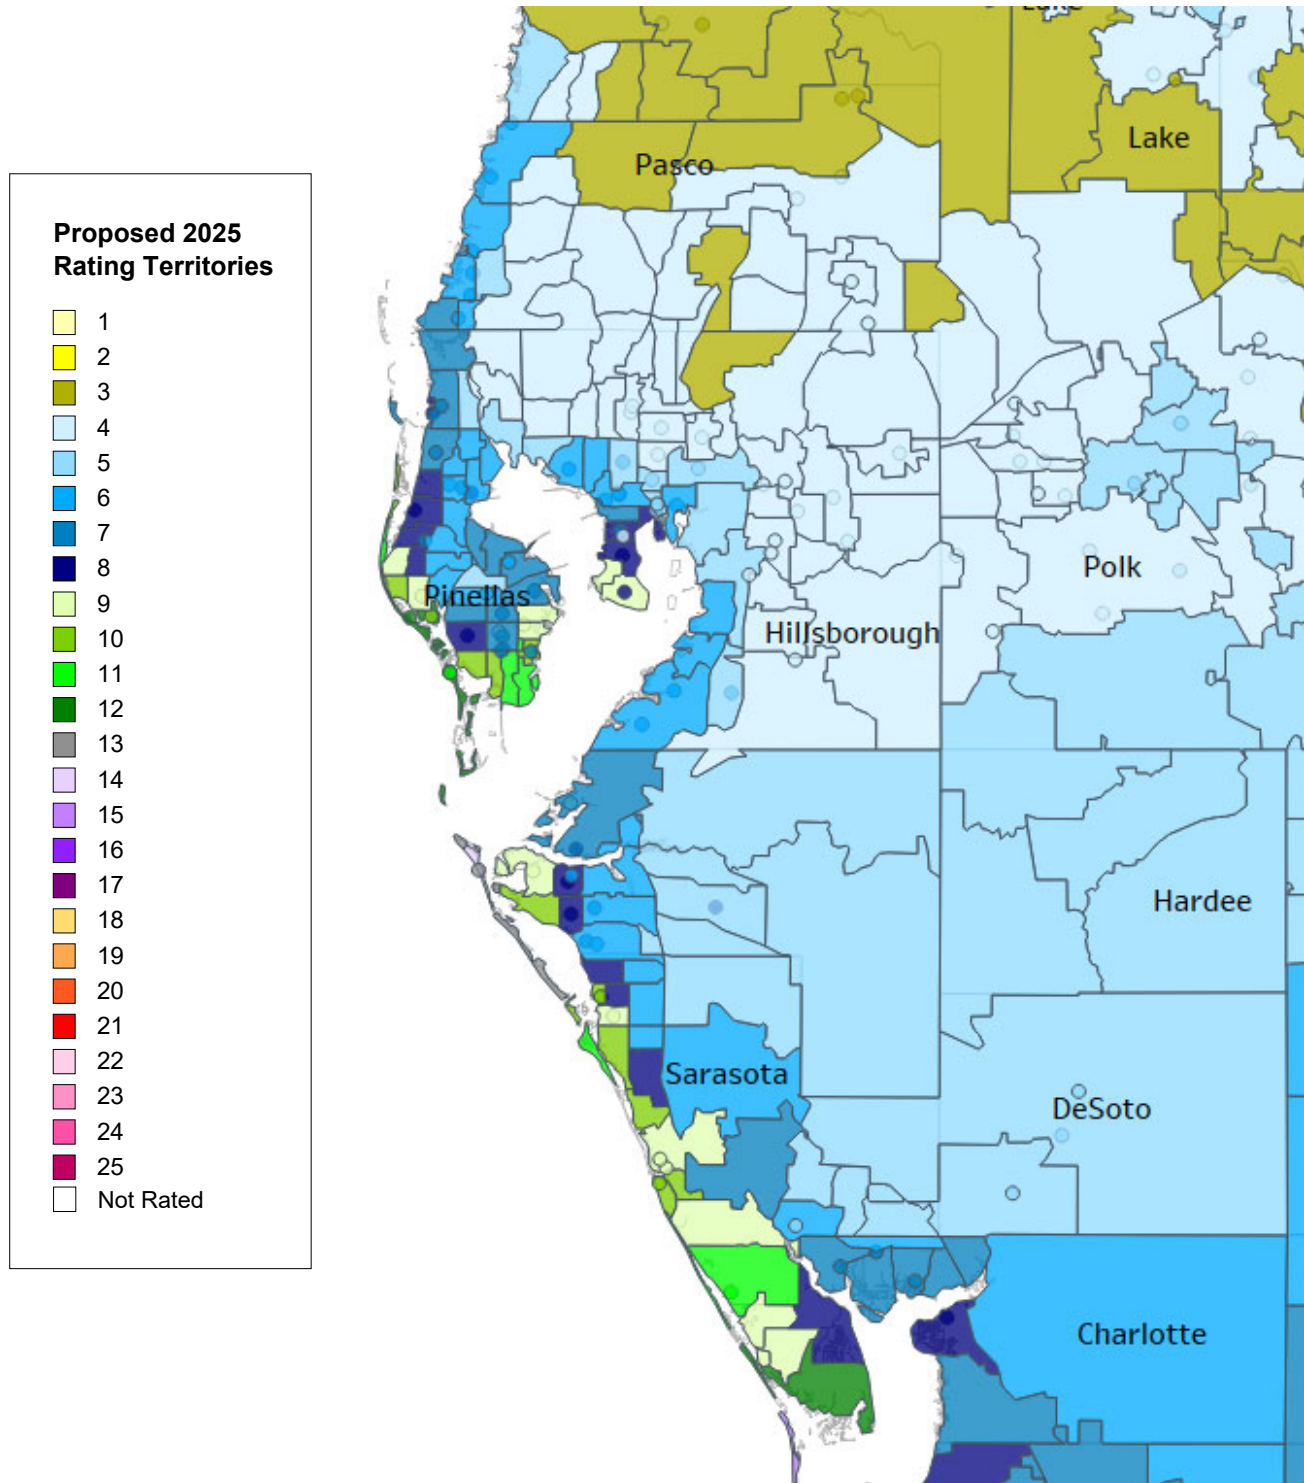 Lake
Lake
Pasco
Proposed 2025
Rating Territories
1
2
3
4
5
6
7
8
9
10
11
12
13
14
15
16
17
18
19
20
21
22
23
24
25
Not Rated
Polk
Pinellas
Hillsborough
Hardee
Sarasota
DeSoto
Charlotte